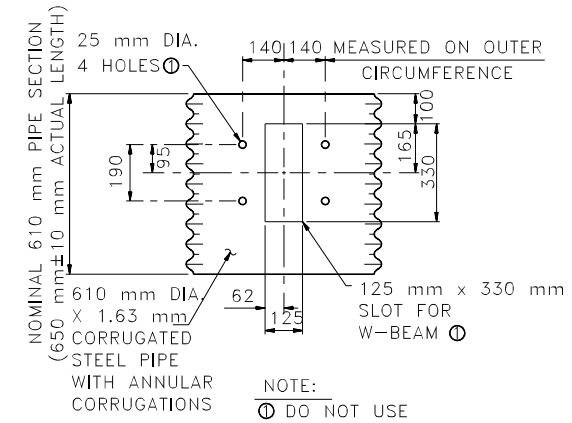 NOMINAL 610 mm PIPE SECTION
(650 mm±10 mm ACTUAL LENGTH)
25 mm DIA.
4 HOLES①
140 140 MEASURED ON OUTER
CIRCUMFERENCE
100
165
330
190
95
610 mm DIA.
X 1.63 mm
CORRUGATED
STEEL PIPE
WITH ANNULAR
CORRUGATIONS
62
125
125 mm x 330 mm
SLOT FOR
W-BEAM ①
NOTE:
① DO NOT USE